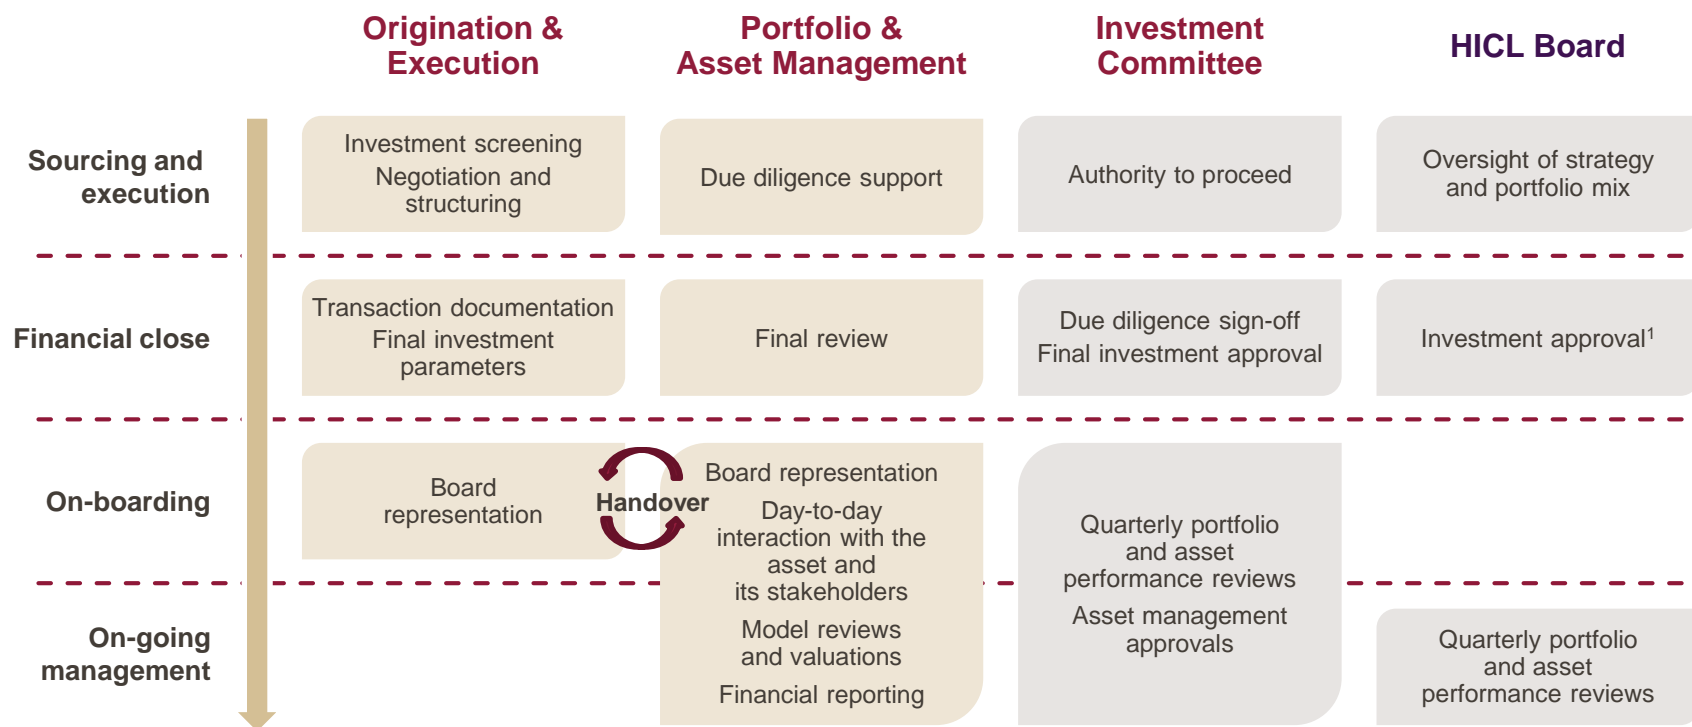 Origination &
Execution
Portfolio &
Asset Management
Investment
Committee
HICL Board
Sourcing and
execution
Investment screening
Negotiation and
structuring
Due diligence support
Authority to proceed
Oversight of strategy
and portfolio mix
Financial close
Transaction documentation
Final investment
parameters
Final review
Due diligence sign-off
Final investment approval
Investment approval¹
On-boarding
Board
representation
Handover
Board representation
Day-to-day
interaction with the
asset and
its stakeholders
Model reviews
and valuations
Financial reporting
Quarterly portfolio
and asset
performance reviews
Asset management
approvals
On-going
management
Quarterly portfolio
and asset
performance reviews